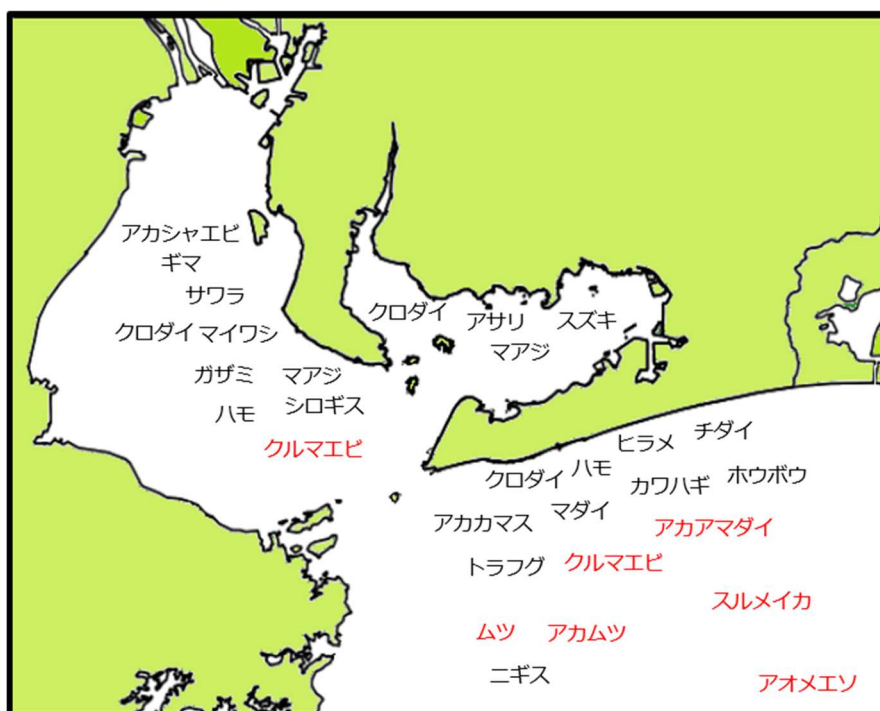 アカシャエビ
ギマ
サワラ
クロダイ マイワシ
ガザミ マアジ
ハモ シロギス
クルマエビ
クロダイ アサリ スズキ
マアジ
ヒラメ チダイ
クロダイ ハモ カワハギ ホウボウ
アカカマス マダイ アカアマダイ
トラフグ クルマエビ
スルメイカ
ムツ アカムツ
ニギス アオメエソ